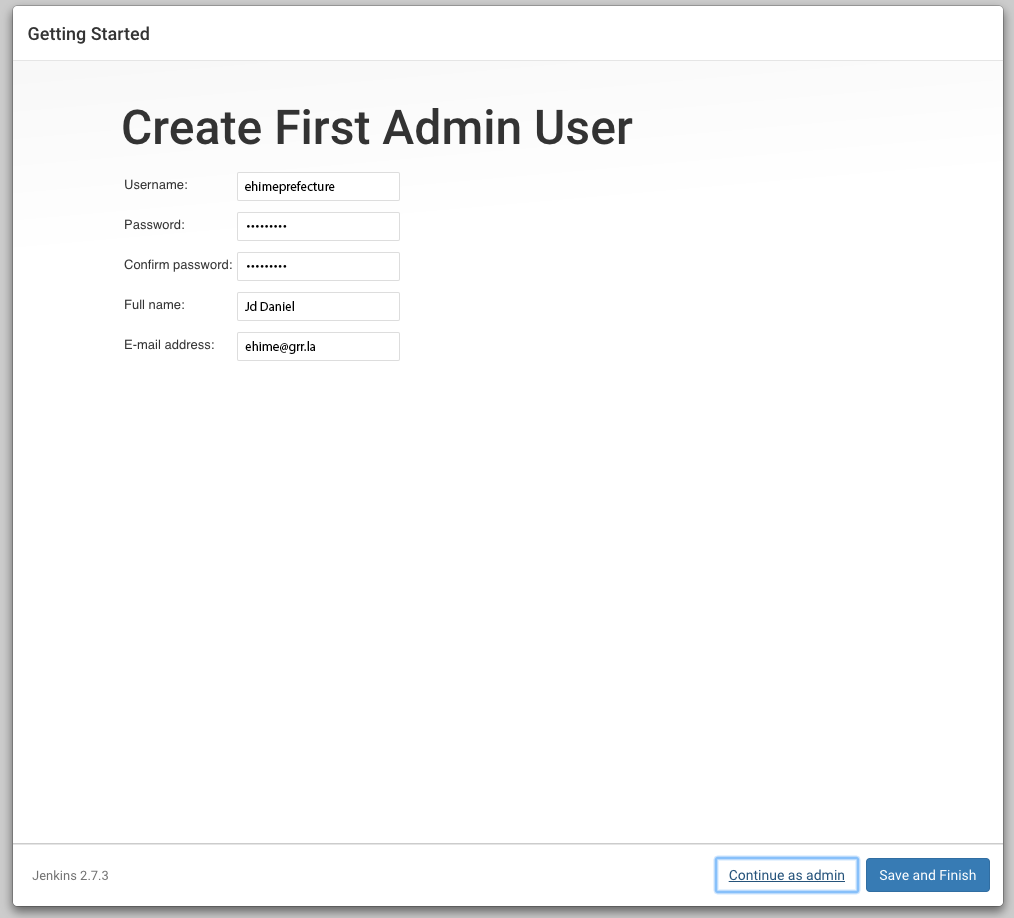 Getting Started
Create First Admin User
Username: ehimeprefecture
Password: •••••••••
Confirm password: •••••••••
Full name: Jd Daniel
E-mail address: ehime@grr.la
Jenkins 2.7.3 Continue as admin Save and Finish